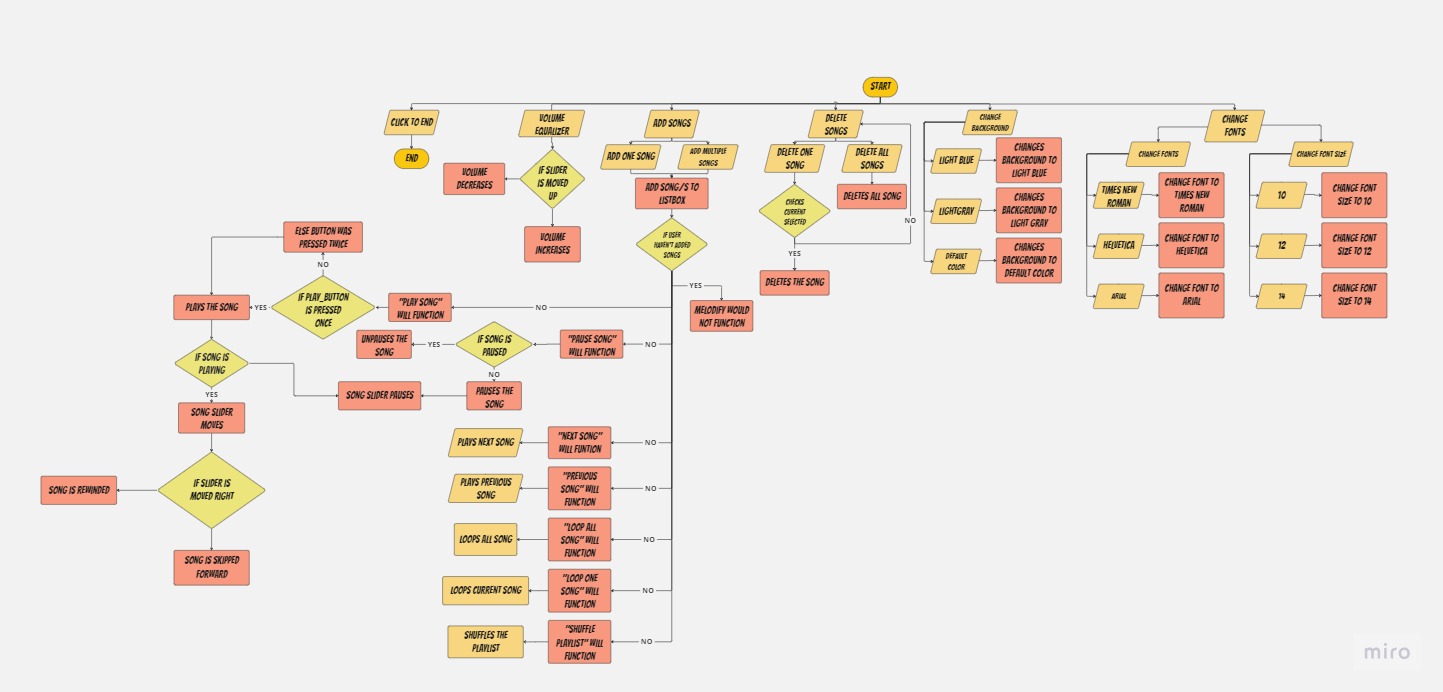 START
CLICK TO END
END
VOLUME
EQUALIZER
IF SLIDER
IS MOVED
UP
VOLUME
DECREASES
VOLUME
INCREASES
ADD SONGS
ADD ONE SONG
ADD MULTIPLE
SONGS
ADD SONG/S TO
LISTBOX
IF USER
HAVEN'T ADDED
SONGS
YES
MELODIFY WOULD
NOT FUNCTION
DELETE
SONGS
DELETE ONE
SONG
DELETE ALL
SONGS
CHECKS
CURRENT
SELECTED
DELETES ALL SONG
NO
YES
DELETES THE SONG
CHANGE
BACKGROUND
LIGHT BLUE
CHANGES
BACKGROUND TO
LIGHT BLUE
LIGHTGRAY
CHANGES
BACKGROUND TO
LIGHT GRAY
DEFAULT
COLOR
CHANGES
BACKGROUND TO
DEFAULT COLOR
CHANGE
FONTS
CHANGE FONTS
TIMES NEW
ROMAN
CHANGE FONT TO
TIMES NEW
ROMAN
HELVETICA
CHANGE FONT TO
HELVETICA
ARIAL
CHANGE FONT TO
ARIAL
CHANGE FONT SIZE
10
CHANGE FONT
SIZE TO 10
12
CHANGE FONT
SIZE TO 12
14
CHANGE FONT
SIZE TO 14
NO
"PLAY SONG"
WILL FUNCTION
IF PLAY_BUTTON
IS PRESSED
ONCE
NO
ELSE BUTTON WAS
PRESSED TWICE
YES
PLAYS THE SONG
IF SONG IS
PLAYING
YES
SONG SLIDER
MOVES
IF SLIDER IS
MOVED RIGHT
SONG IS REWINDED
SONG IS SKIPPED
FORWARD
NO
"PAUSE SONG"
WILL FUNCTION
IF SONG IS
PAUSED
YES
UNPAUSES THE
SONG
NO
PAUSES THE
SONG
SONG SLIDER PAUSES
NO
"NEXT SONG"
WILL FUNTION
PLAYS NEXT SONG
NO
"PREVIOUS
SONG" WILL
FUNCTION
PLAYS PREVIOUS
SONG
NO
"LOOP ALL
SONG" WILL
FUNCTION
LOOPS ALL SONG
NO
"LOOP ONE
SONG" WILL
FUNCTION
LOOPS CURRENT SONG
NO
"SHUFFLE
PLAYLIST" WILL
FUNCTION
SHUFFLES THE
PLAYLIST
miro